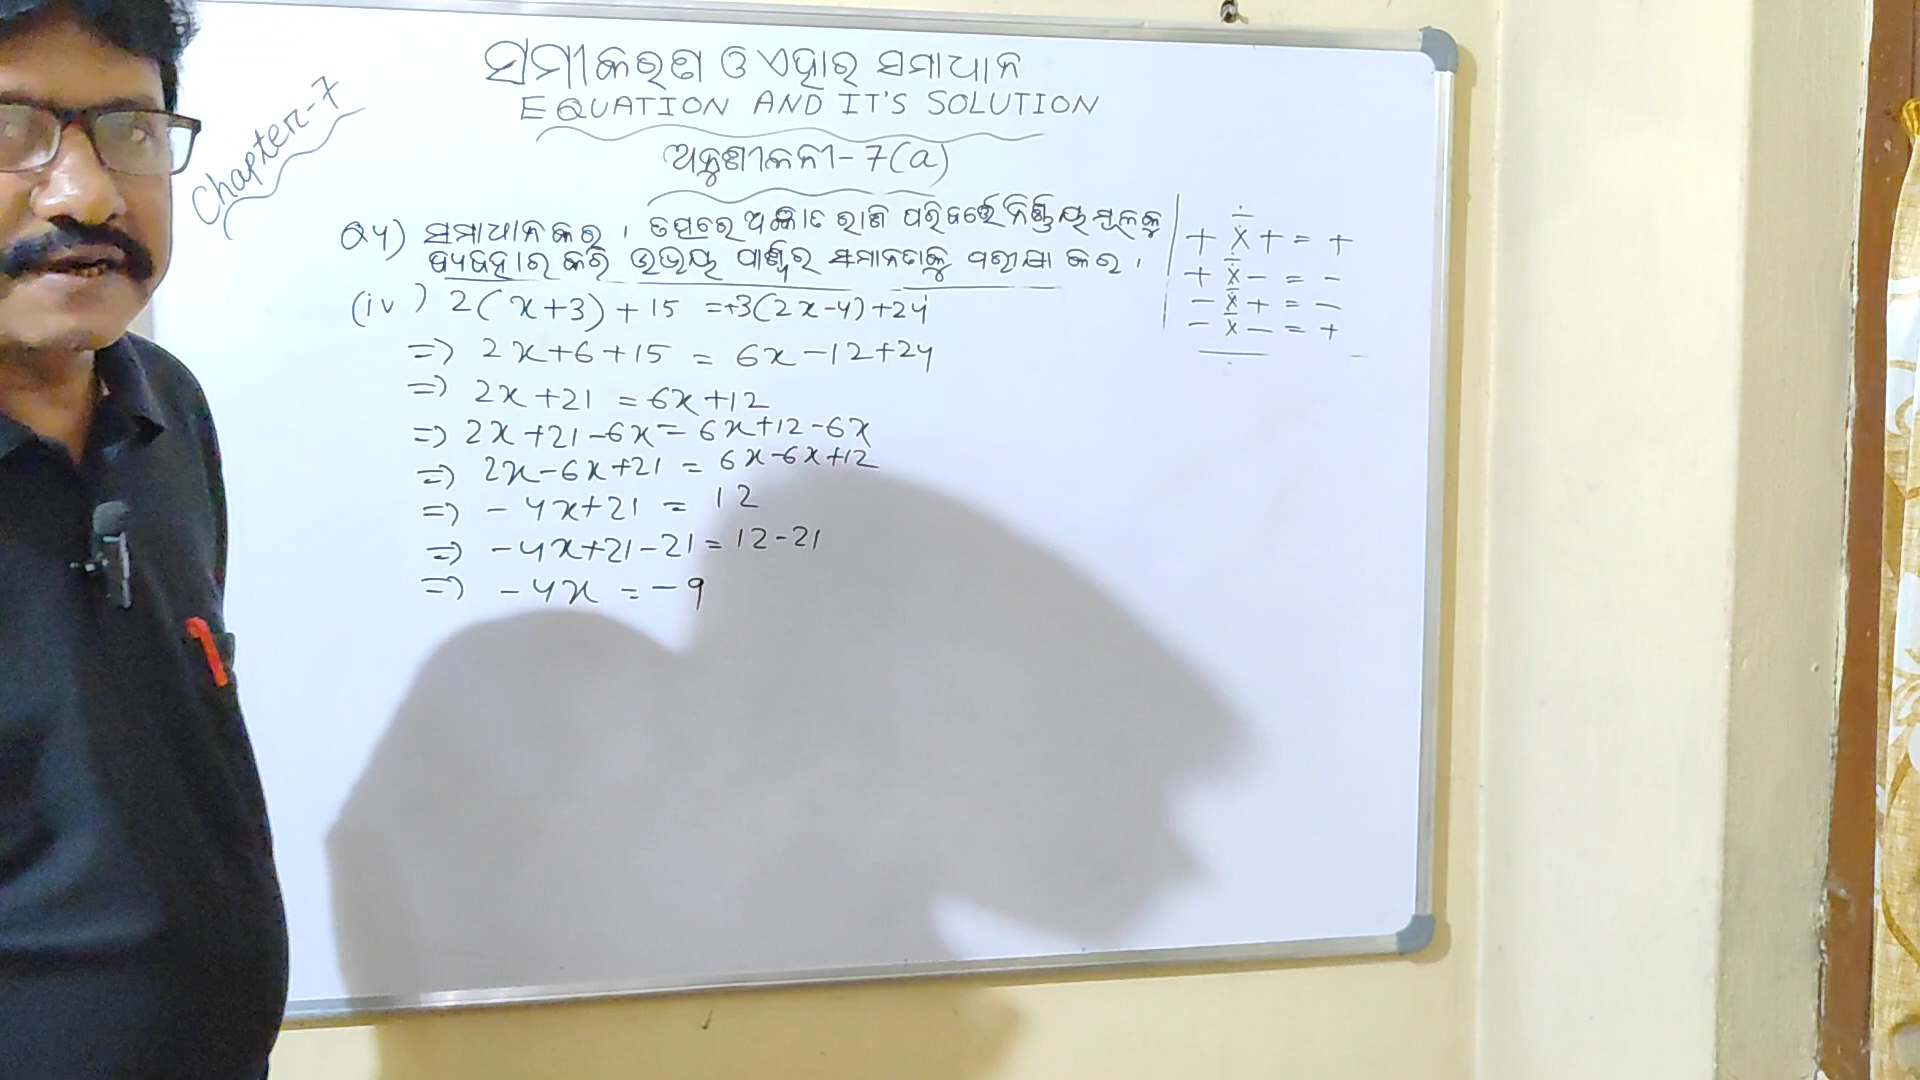 ସମୀକରଣ ଓ ଏହାର ସମାଧାନ
EQUATION AND IT'S SOLUTION
Chapter-7
ଅନୁଶୀଳନୀ-7(a)
Q4) ସମାଧାନ କର । ପରେ ଅଜ୍ଞାତ ରାଶି ପରିବର୍ତ୍ତେ ନିର୍ଣ୍ଣିତ ମୂଳକୁ
ବ୍ୟବହାର କରି ଉଭୟ ପାର୍ଶ୍ୱର ସମାନତାକୁ ପରୀକ୍ଷା କର ।
(iv) 2(x+3)+15 =+3(2x-4)+24
=> 2x+6+15 = 6x-12+24
=> 2x+21 = 6x+12
=> 2x+21-6x = 6x+12-6x
=> 2x-6x+21 = 6x-6x+12
=> -4x+21 = 12
=> -4x+21-21 = 12-21
=> -4x = -9
÷
+ x + = +
÷
+ x - = -
÷
- x + = -
÷
- x - = +